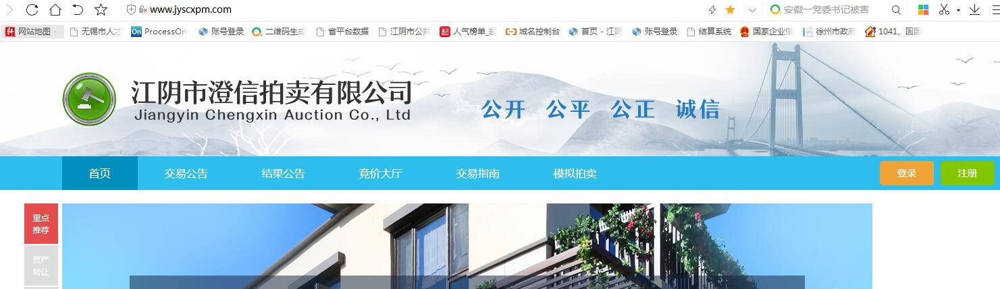 www.jyscxpm.com
安徽一党委书记被害
网站地图 -
无锡市人才
On ProcessOn
账号登录
二维码生成
省平台数据
江阴市公共
起 人气榜单_起
域名控制台
首页 - 江阴
账号登录
结算系统
国家企业信
徐州市政府
1041、回国
江阴市澄信拍卖有限公司
Jiangyin Chengxin Auction Co., Ltd
公开 公平 公正 诚信
首页 交易公告 结果公告 竞价大厅 交易指南 模拟拍卖 登录 注册
重点
推荐
资产
转让